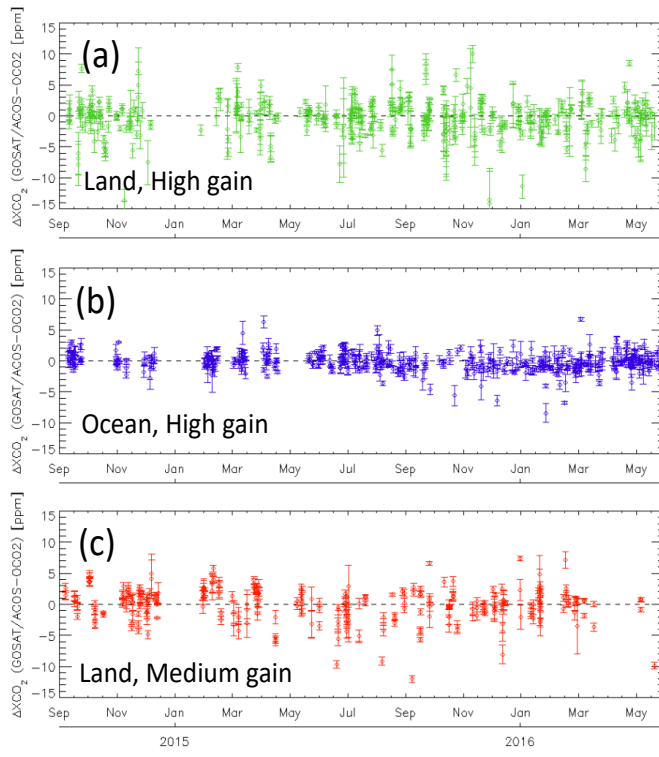 ΔXCO₂ (GOSAT/ACOS-OCO2 [ppm]
15
10
5
0
-5
-10
-15
(a)
Land, High gain
Sep Nov Jan Mar May Jul Sep Nov Jan Mar May
ΔXCO₂ (GOSAT/ACOS-OCO2) [ppm]
15
10
5
0
-5
-10
-15
(b)
Ocean, High gain
Sep Nov Jan Mar May Jul Sep Nov Jan Mar May
ΔXCO₂ (GOSAT/ACOS-OCO2) [ppm]
15
10
5
0
-5
-10
-15
(c)
Land, Medium gain
Sep Nov Jan Mar May Jul Sep Nov Jan Mar May
2015 2016